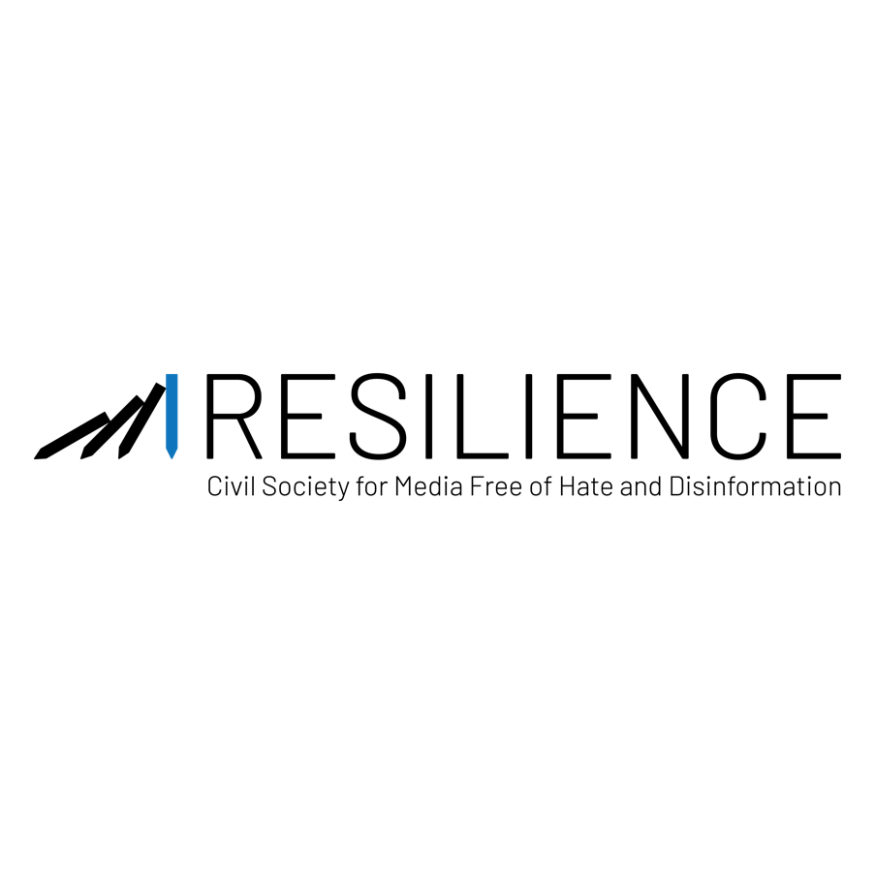 RESILIENCE
Civil Society for Media Free of Hate and Disinformation